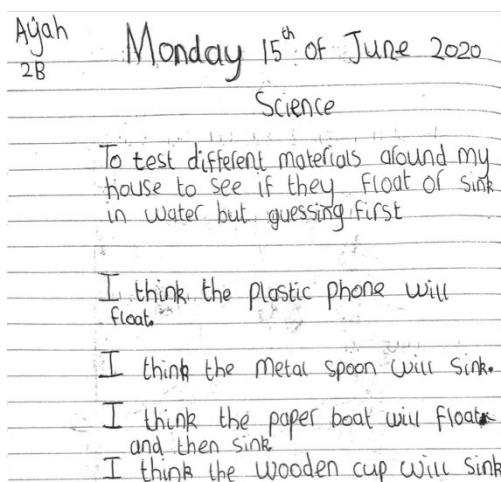 Ayah
2B
Monday 15th of June 2020
Science
To test different materials around my
house to see if they float or sink
in water but guessing first
I think the plastic phone will
float.
I think the metal spoon will sink.
I think the paper boat will float
and then sink
I think the wooden cup will sink